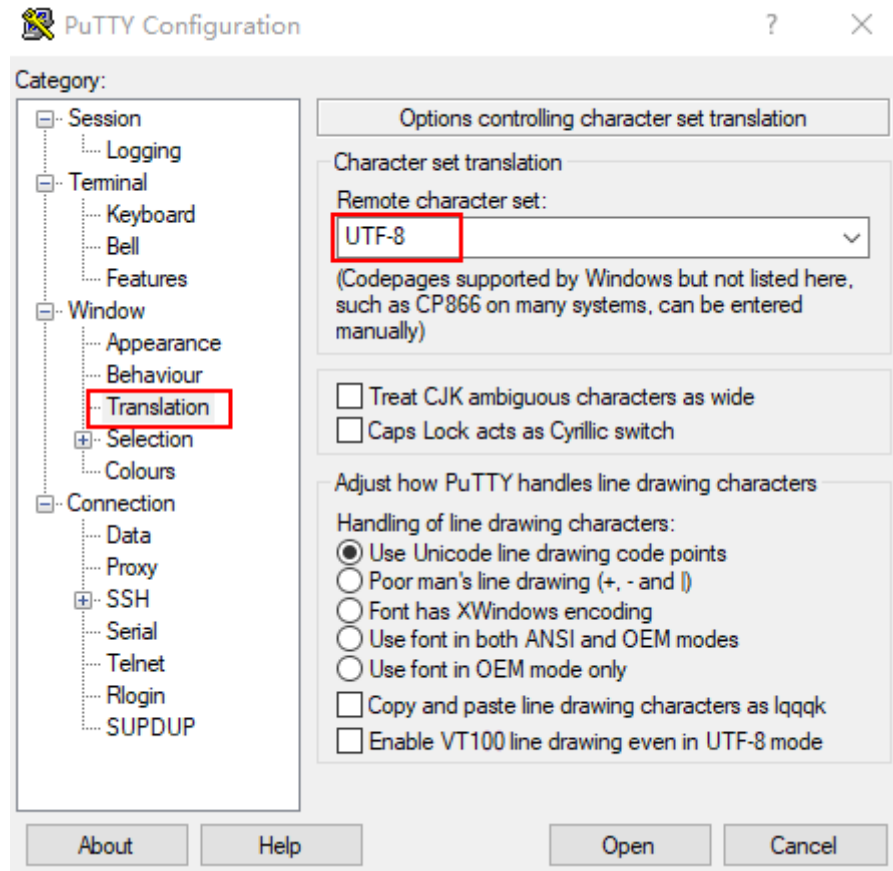 PuTTY Configuration
Category:
Session
Logging
Terminal
Keyboard
Bell
Features
Window
Appearance
Behaviour
Translation
Selection
Colours
Connection
Data
Proxy
SSH
Serial
Telnet
Rlogin
SUPDUP
Options controlling character set translation
Character set translation
Remote character set:
UTF-8
(Codepages supported by Windows but not listed here,
such as CP866 on many systems, can be entered
manually)
Treat CJK ambiguous characters as wide
Caps Lock acts as Cyrillic switch
Adjust how PuTTY handles line drawing characters
Handling of line drawing characters:
Use Unicode line drawing code points
Poor man's line drawing (+, - and |)
Font has XWindows encoding
Use font in both ANSI and OEM modes
Use font in OEM mode only
Copy and paste line drawing characters as lqqqk
Enable VT100 line drawing even in UTF-8 mode
About
Help
Open
Cancel